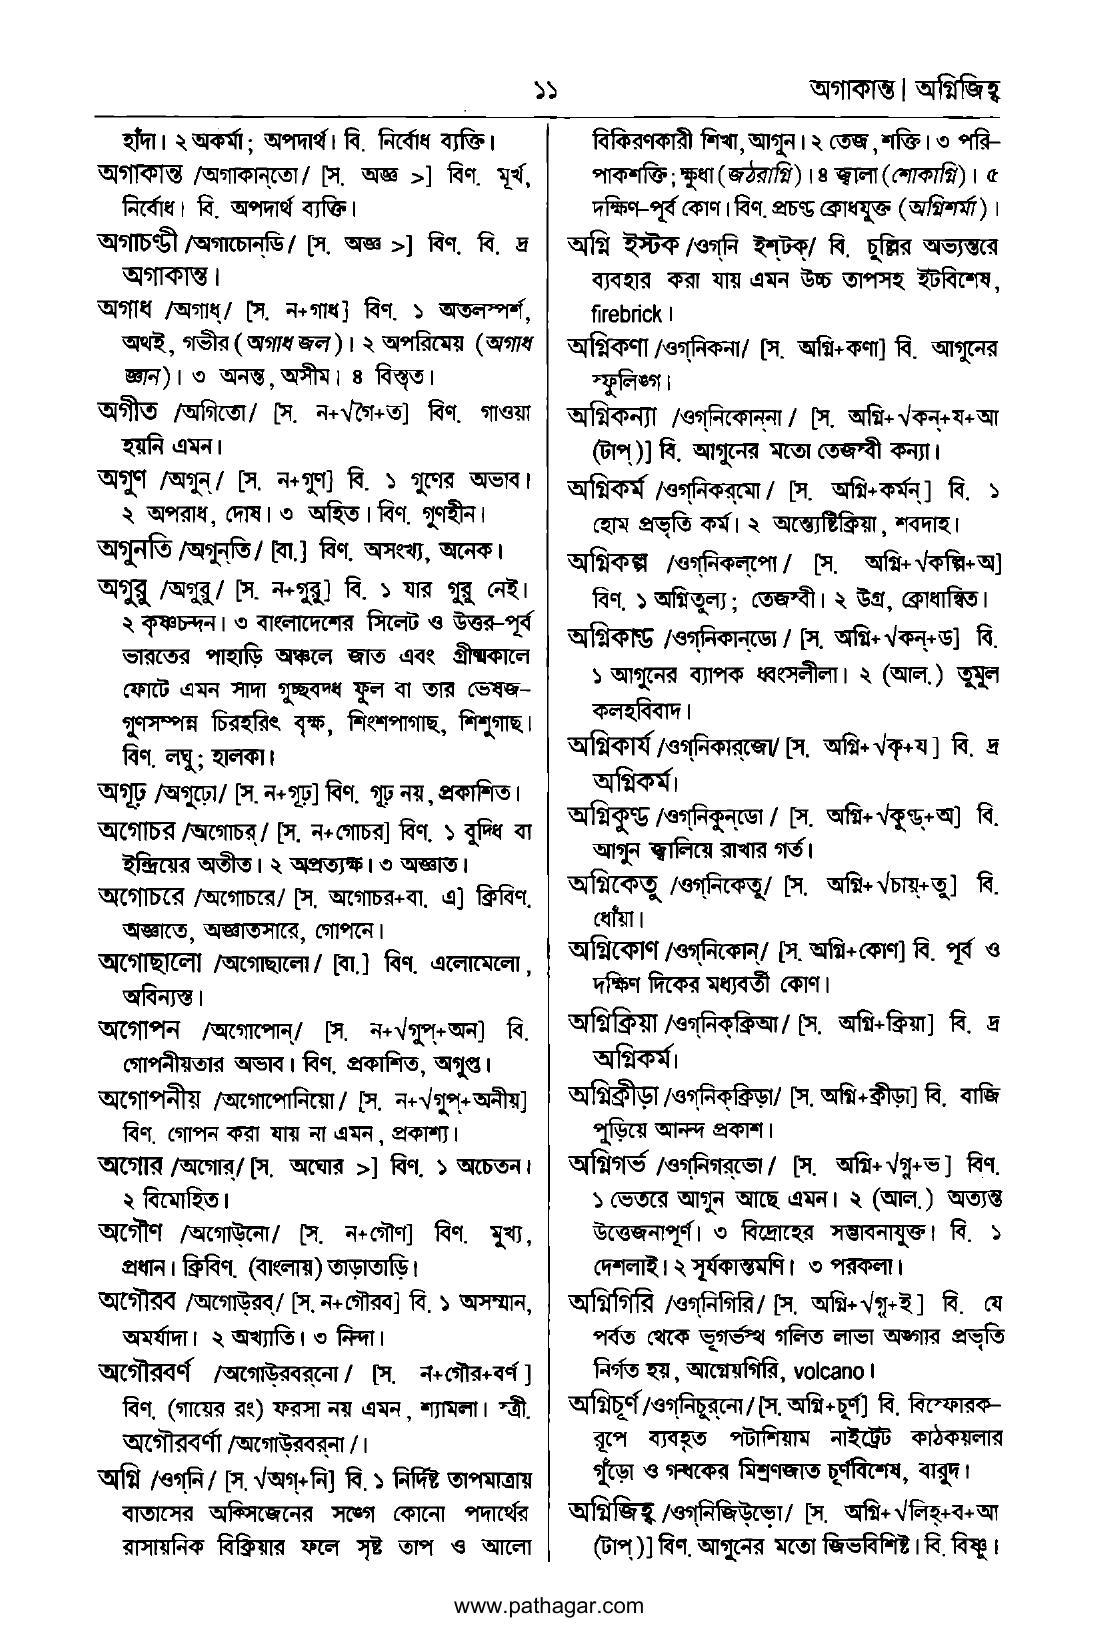 ১১
অগাকান্ত | অগ্নিজিহ্ব
হাঁদা। ২ অকর্মা; অপদার্থ। বি. নির্বোধ ব্যক্তি।
অগাকান্ত /অগাকান্‌তো/ [স. অজ্ঞ >] বিণ. মূর্খ,
নির্বোধ। বি. অপদার্থ ব্যক্তি।
অগাচণ্ডী /অগাচোন্‌ডি/ [স. অজ্ঞ >] বিণ. বি. দ্র
অগাকান্ত।
অগাধ /অগাধ্/ [স. ন+গাধ] বিণ. ১ অতলস্পর্শ,
অথই, গভীর (অগাধ জল)। ২ অপরিমেয় (অগাধ
জ্ঞান)। ৩ অনন্ত, অসীম। ৪ বিস্তৃত।
অগীত /অগিতো/ [স. ন+√গৈ+ত] বিণ. গাওয়া
হয়নি এমন।
অগুণ /অগুন্/ [স. ন+গুণ] বি. ১ গুণের অভাব।
২ অপরাধ, দোষ। ৩ অহিত। বিণ. গুণহীন।
অগুনতি /অগুন্‌তি/ [বা.] বিণ. অসংখ্য, অনেক।
অগুরু /অগুরু/ [স. ন+গুরু] বি. ১ যার গুরু নেই।
২ কৃষ্ণচন্দন। ৩ বাংলাদেশের সিলেট ও উত্তর-পূর্ব
ভারতের পাহাড়ি অঞ্চলে জাত এবং গ্রীষ্মকালে
ফোটে এমন সাদা গুচ্ছবদ্ধ ফুল বা তার ভেষজ-
গুণসম্পন্ন চিরহরিৎ বৃক্ষ, শিংশপাগাছ, শিশুগাছ।
বিণ. লঘু; হালকা।
অগূঢ় /অগুঢ়ো/ [স. ন+গূঢ়] বিণ. গূঢ় নয়, প্রকাশিত।
অগোচর /অগোচর্/ [স. ন+গোচর] বিণ. ১ বুদ্ধি বা
ইন্দ্রিয়ের অতীত। ২ অপ্রত্যক্ষ। ৩ অজ্ঞাত।
অগোচরে /অগোচরে/ [স. অগোচর+বা. এ] ক্রিবিণ.
অজ্ঞাতে, অজ্ঞাতসারে, গোপনে।
অগোছালো /অগোছালো/ [বা.] বিণ. এলোমেলো,
অবিন্যস্ত।
অগোপন /অগোপোন্/ [স. ন+√গুপ্+অন] বি.
গোপনীয়তার অভাব। বিণ. প্রকাশিত, অগুপ্ত।
অগোপনীয় /অগোপোনিয়ো/ [স. ন+√গুপ্+অনীয়]
বিণ. গোপন করা যায় না এমন, প্রকাশ্য।
অগোর /অগোর্/ [স. অঘোর >] বিণ. ১ অচেতন।
২ বিমোহিত।
অগৌণ /অগোউ্‌নো/ [স. ন+গৌণ] বিণ. মুখ্য,
প্রধান। ক্রিবিণ. (বাংলায়) তাড়াতাড়ি।
অগৌরব /অগোউ্‌রব্/ [স. ন+গৌরব] বি. ১ অসম্মান,
অমর্যাদা। ২ অখ্যাতি। ৩ নিন্দা।
অগৌরবর্ণ /অগোউ্‌রবর্‌নো/ [স. ন+গৌর+বর্ণ]
বিণ. (গায়ের রং) ফরসা নয় এমন, শ্যামলা। স্ত্রী.
অগৌরবর্ণা /অগোউ্‌রবর্‌না/।
অগ্নি /ওগ্‌নি/ [স. √অগ্+নি] বি. ১ নির্দিষ্ট তাপমাত্রায়
বাতাসের অক্সিজেনের সঙ্গে কোনো পদার্থের
রাসায়নিক বিক্রিয়ার ফলে সৃষ্ট তাপ ও আলো
বিকিরণকারী শিখা, আগুন। ২ তেজ, শক্তি। ৩ পরি-
পাকশক্তি; ক্ষুধা (জঠরাগ্নি)। ৪ জ্বালা (শোকাগ্নি)। ৫
দক্ষিণ-পূর্ব কোণ। বিণ. প্রচণ্ড ক্রোধযুক্ত (অগ্নিশর্মা)।
অগ্নি ইস্টক /ওগ্‌নি ইশ্‌টক্/ বি. চুল্লির অভ্যন্তরে
ব্যবহার করা যায় এমন উচ্চ তাপসহ ইটবিশেষ,
firebrick।
অগ্নিকণা /ওগ্‌নিকনা/ [স. অগ্নি+কণা] বি. আগুনের
স্ফুলিঙ্গ।
অগ্নিকন্যা /ওগ্‌নিকোন্‌না/ [স. অগ্নি+√কন্+য+আ
(টাপ্)] বি. আগুনের মতো তেজস্বী কন্যা।
অগ্নিকর্ম /ওগ্‌নিকর্‌মো/ [স. অগ্নি+কর্মন্] বি. ১
হোম প্রভৃতি কর্ম। ২ অন্ত্যেষ্টিক্রিয়া, শবদাহ।
অগ্নিকল্প /ওগ্‌নিকল্‌পো/ [স. অগ্নি+√কল্পি+অ]
বিণ. ১ অগ্নিতুল্য; তেজস্বী। ২ উগ্র, ক্রোধান্বিত।
অগ্নিকাণ্ড /ওগ্‌নিকান্‌ডো/ [স. অগ্নি+√কন্+ড] বি.
১ আগুনের ব্যাপক ধ্বংসলীলা। ২ (আল.) তুমুল
কলহবিবাদ।
অগ্নিকার্য /ওগ্‌নিকার্‌জো/ [স. অগ্নি+√কৃ+য] বি. দ্র
অগ্নিকর্ম।
অগ্নিকুণ্ড /ওগ্‌নিকুন্‌ডো/ [স. অগ্নি+√কুণ্ড্+অ] বি.
আগুন জ্বালিয়ে রাখার গর্ত।
অগ্নিকেতু /ওগ্‌নিকেতু/ [স. অগ্নি+√চায়্+তু] বি.
ধোঁয়া।
অগ্নিকোণ /ওগ্‌নিকোন্/ [স. অগ্নি+কোণ] বি. পূর্ব ও
দক্ষিণ দিকের মধ্যবর্তী কোণ।
অগ্নিক্রিয়া /ওগ্‌নিক্‌ক্রিআ/ [স. অগ্নি+ক্রিয়া] বি. দ্র
অগ্নিকর্ম।
অগ্নিক্রীড়া /ওগ্‌নিক্‌ক্রিড়া/ [স. অগ্নি+ক্রীড়া] বি. বাজি
পুড়িয়ে আনন্দ প্রকাশ।
অগ্নিগর্ভ /ওগ্‌নিগর্‌ভো/ [স. অগ্নি+√গৄ+ভ] বিণ.
১ ভেতরে আগুন আছে এমন। ২ (আল.) অত্যন্ত
উত্তেজনাপূর্ণ। ৩ বিদ্রোহের সম্ভাবনাযুক্ত। বি. ১
দেশলাই। ২ সূর্যকান্তমণি। ৩ পরকলা।
অগ্নিগিরি /ওগ্‌নিগিরি/ [স. অগ্নি+√গৄ+ই] বি. যে
পর্বত থেকে ভূগর্ভস্থ গলিত লাভা অঙ্গার প্রভৃতি
নির্গত হয়, আগ্নেয়গিরি, volcano।
অগ্নিচূর্ণ /ওগ্‌নিচুর্‌নো/ [স. অগ্নি+চূর্ণ] বি. বিস্ফোরক-
রূপে ব্যবহৃত পটাশিয়াম নাইট্রেট কাঠকয়লার
গুঁড়ো ও গন্ধকের মিশ্রণজাত চূর্ণবিশেষ, বারুদ।
অগ্নিজিহ্ব /ওগ্‌নিজিউ্‌ভো/ [স. অগ্নি+√লিহ্+ব+আ
(টাপ্)] বিণ. আগুনের মতো জিভবিশিষ্ট। বি. বিষ্ণু।
www.pathagar.com